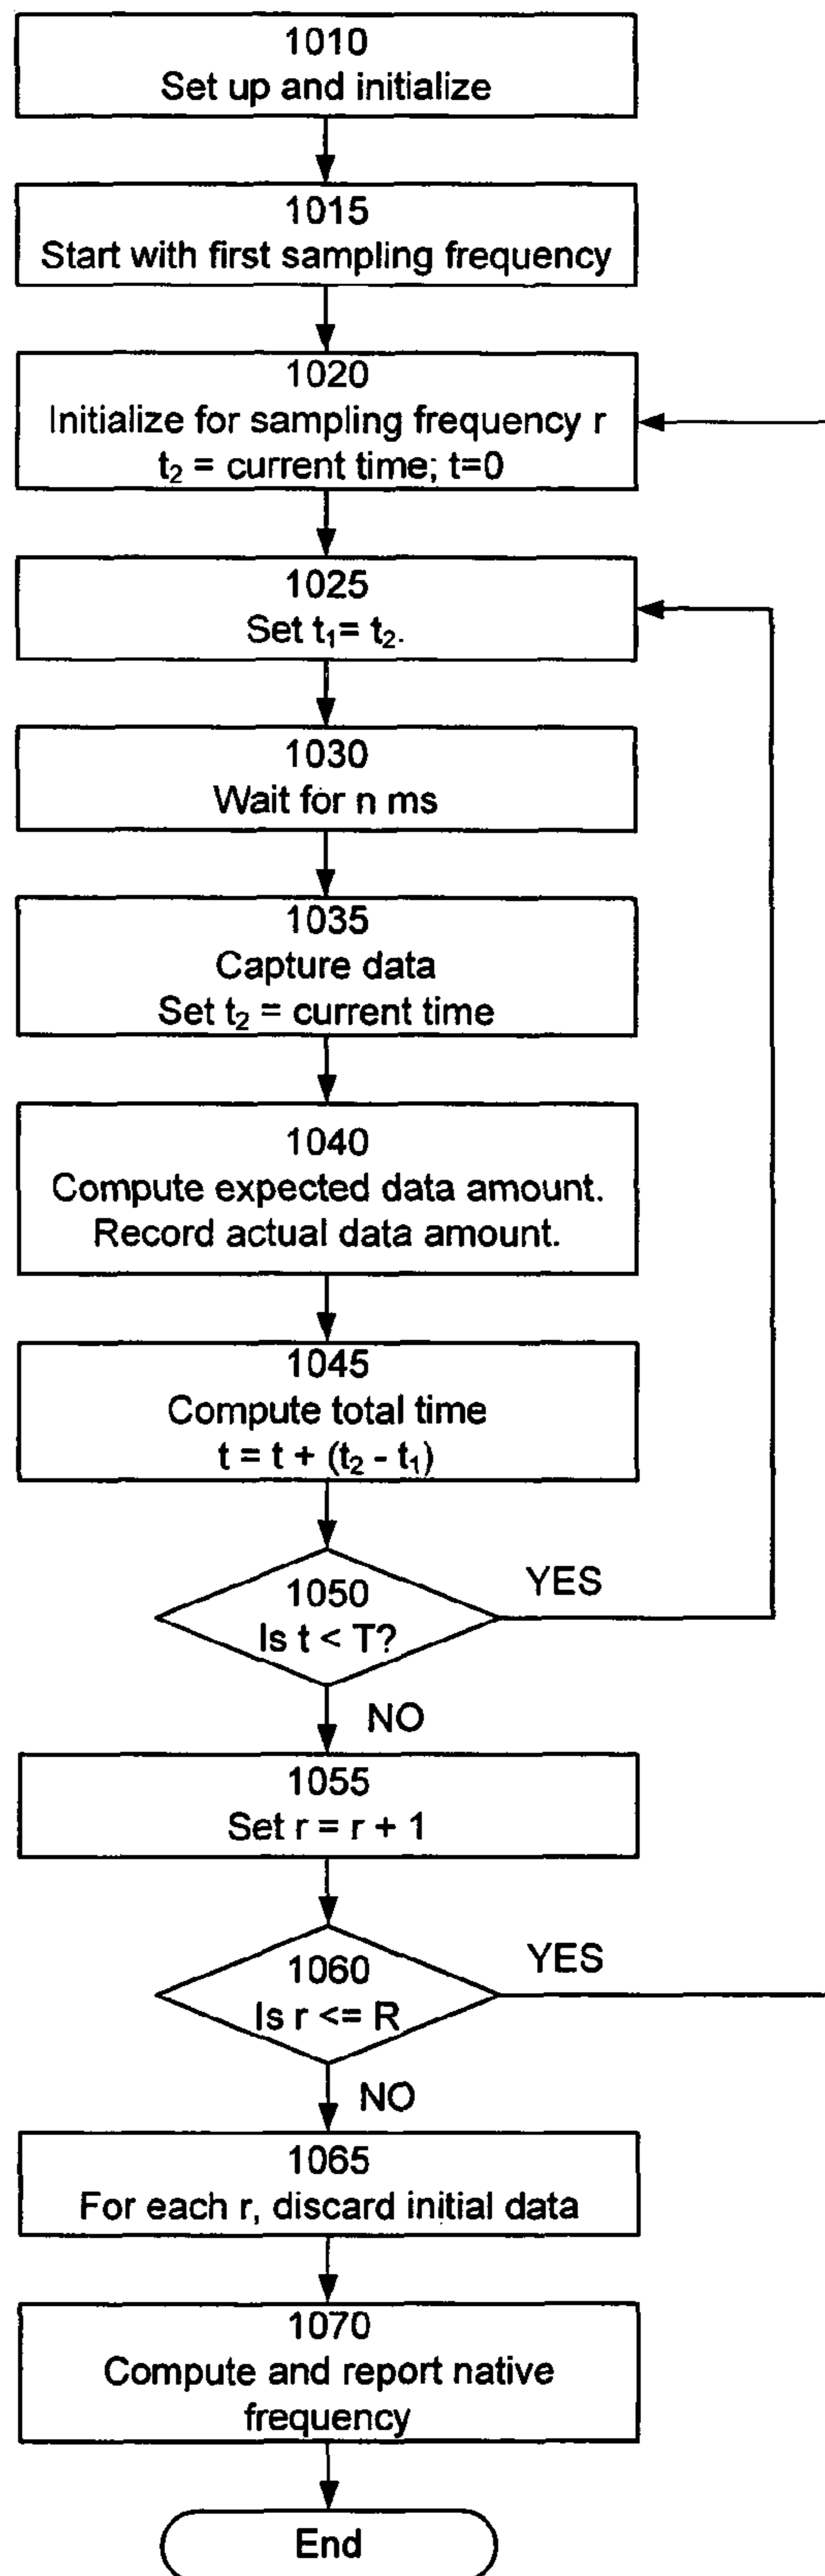 1010
Set up and initialize
1015
Start with first sampling frequency
1020
Initialize for sampling frequency r
t₂ = current time; t=0
1025
Set t₁= t₂.
1030
Wait for n ms
1035
Capture data
Set t₂ = current time
1040
Compute expected data amount.
Record actual data amount.
1045
Compute total time
t = t + (t₂ - t₁)
1050
Is t < T?
YES
NO
1055
Set r = r + 1
1060
Is r <= R
YES
NO
1065
For each r, discard initial data
1070
Compute and report native
frequency
End